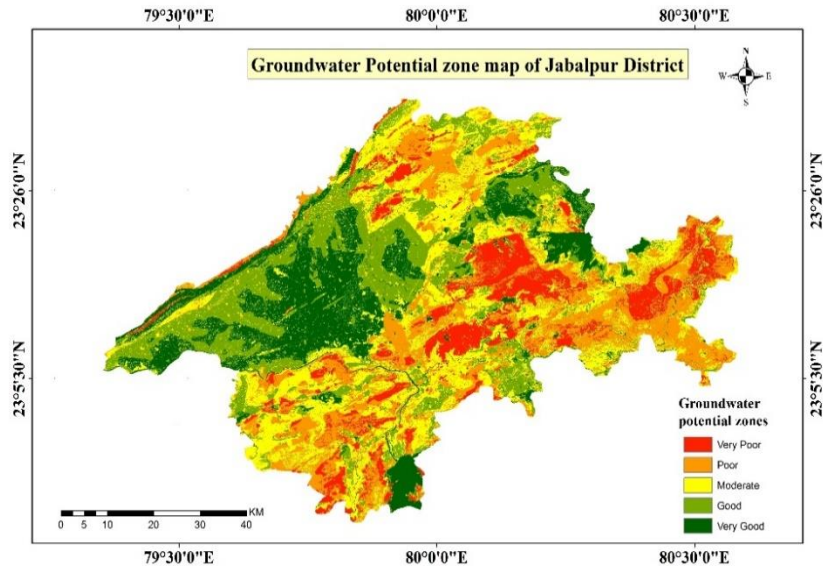 79°30'0"E 80°0'0"E 80°30'0"E
Groundwater Potential zone map of Jabalpur District
N
W E
S
23°26'0"N 23°26'0"N
23°5'30"N 23°5'30"N
Groundwater
potential zones
Very Poor
Poor
Moderate
Good
Very Good
KM
0 5 10 20 30 40
79°30'0"E 80°0'0"E 80°30'0"E